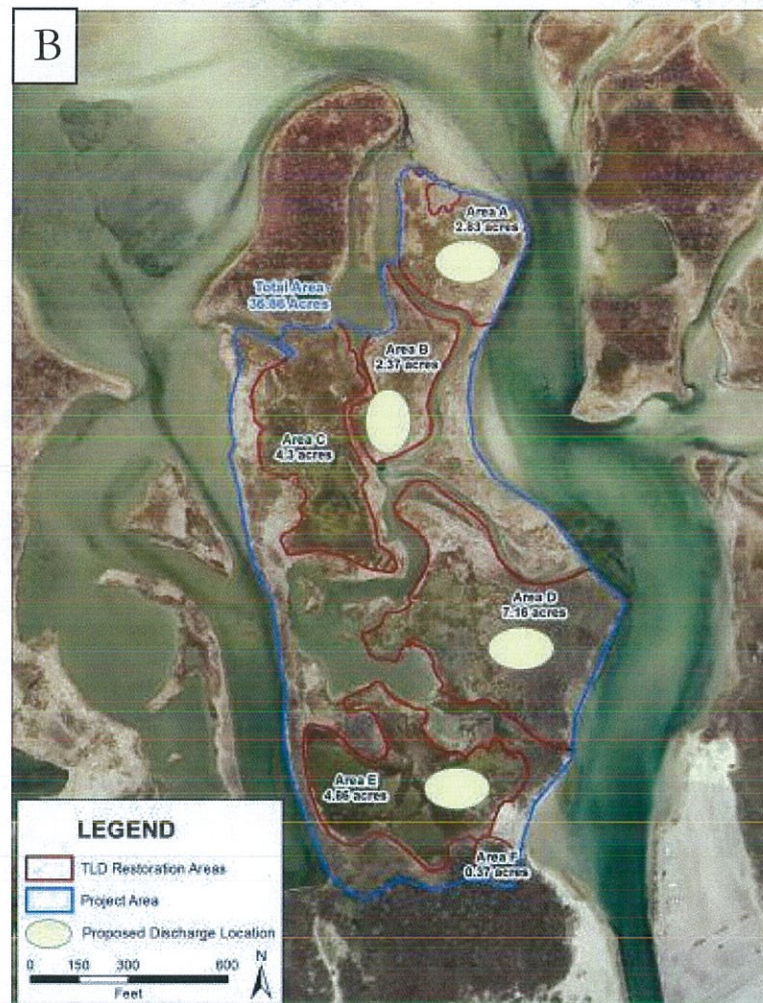 B
Area A
2.83 acres
Total Area:
36.86 Acres
Area B
2.37 acres
Area C
4.3 acres
Area D
7.16 acres
Area E
4.86 acres
Area F
0.37 acres
LEGEND
TLD Restoration Areas
Project Area
Proposed Discharge Location
N
0 150 300 600
Feet